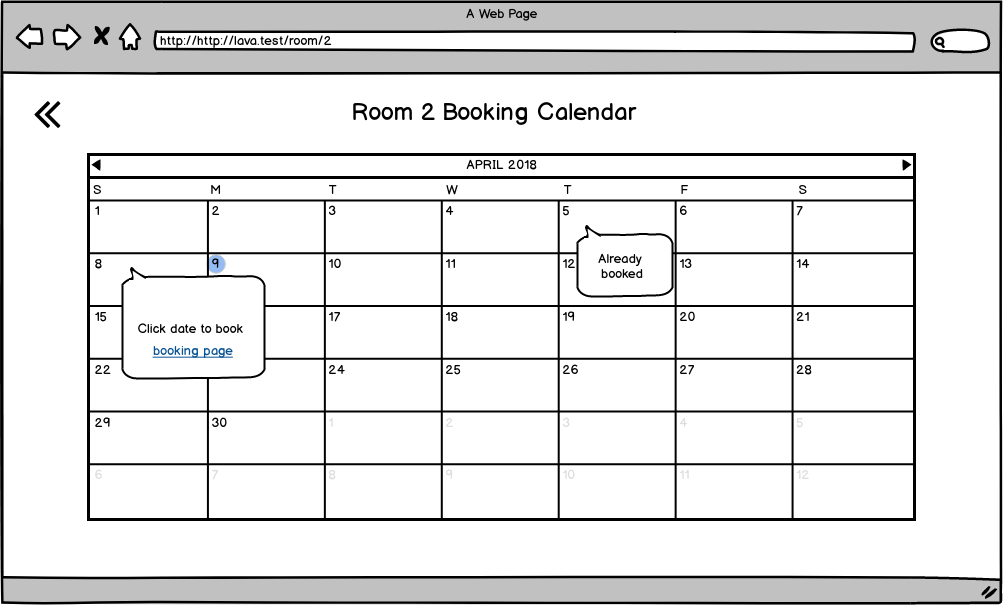 A Web Page
http://http://lava.test/room/2
Room 2 Booking Calendar
APRIL 2018
S M T W T F S
1 2 3 4 5 6 7
8 9 10 11 12 13 14
Already
booked
15 17 18 19 20 21
Click date to book
booking page
22 24 25 26 27 28
29 30 1 2 3 4 5
6 7 8 9 10 11 12